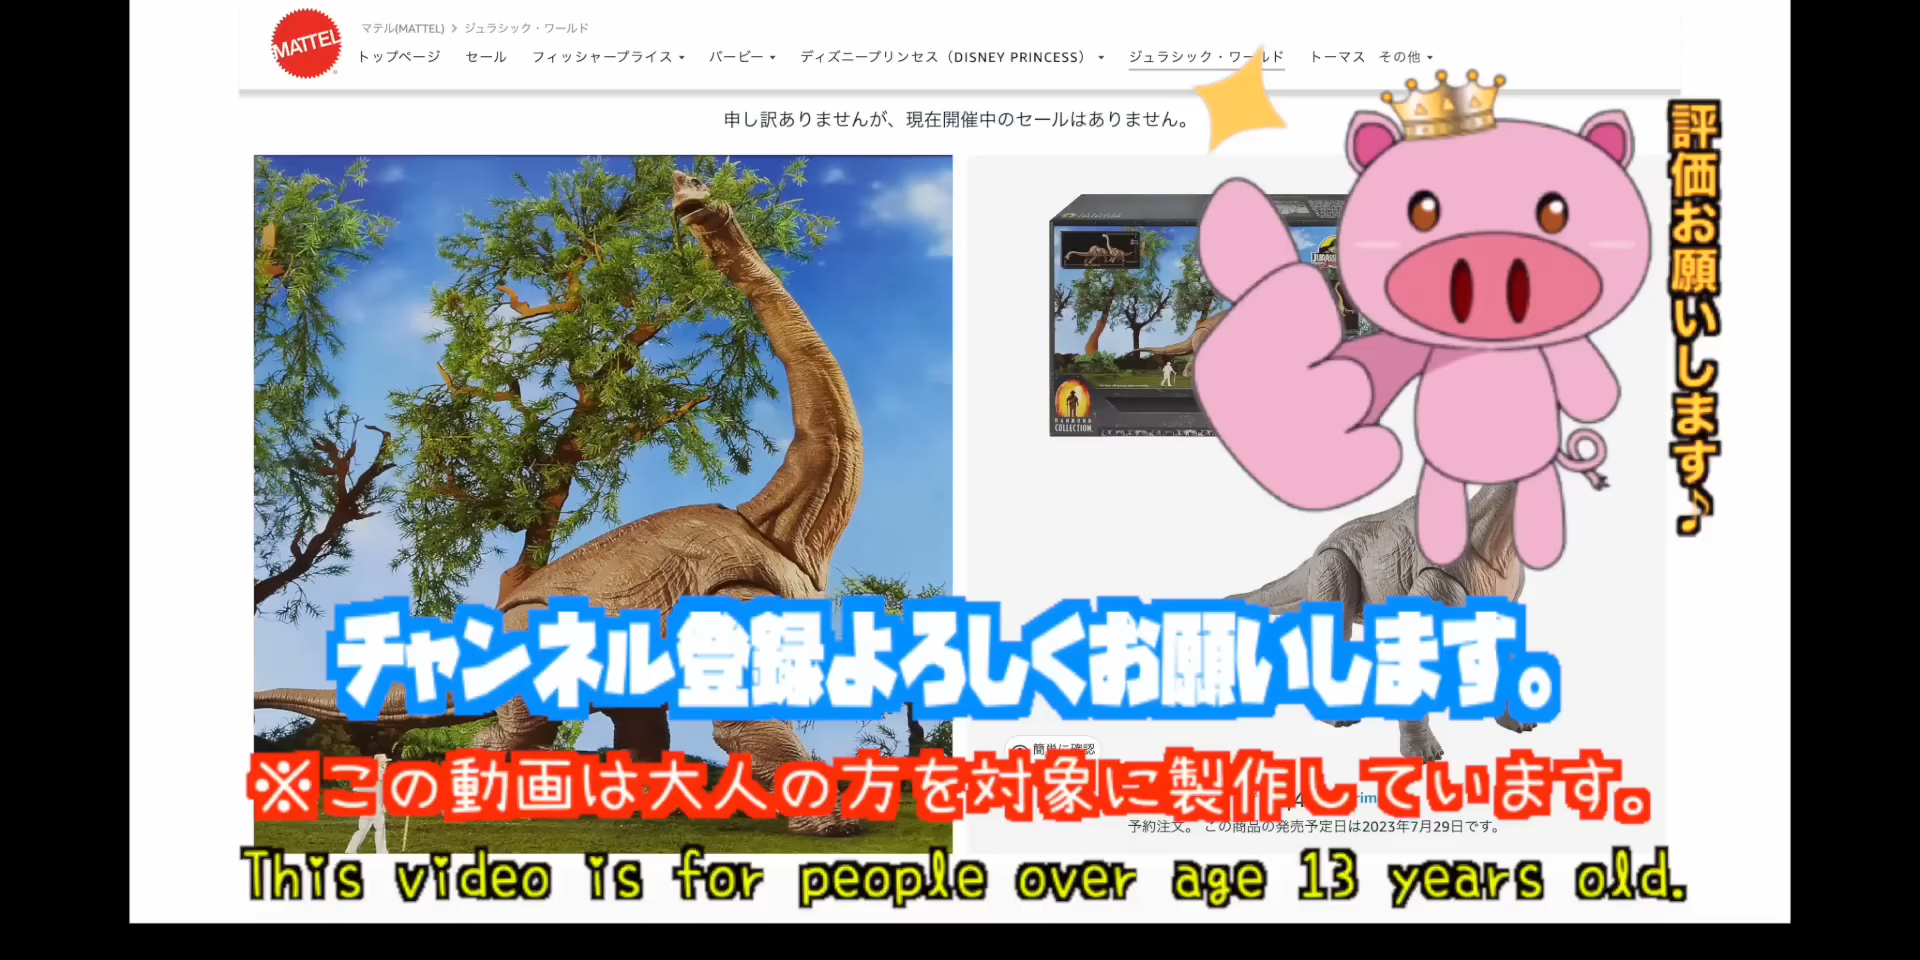 MATTEL
マテル(MATTEL) > ジュラシック・ワールド
トップページ セール フィッシャープライス バービー ディズニープリンセス（DISNEY PRINCESS） ジュラシック・ワールド トーマス その他
申し訳ありませんが、現在開催中のセールはありません。
評価お願いします♪
HAMMOND
COLLECTION
チャンネル登録よろしくお願いします。
簡単に確認
※この動画は大人の方を対象に製作しています。
予約注文。 この商品の発売予定日は2023年7月29日です。
This video is for people over age 13 years old.